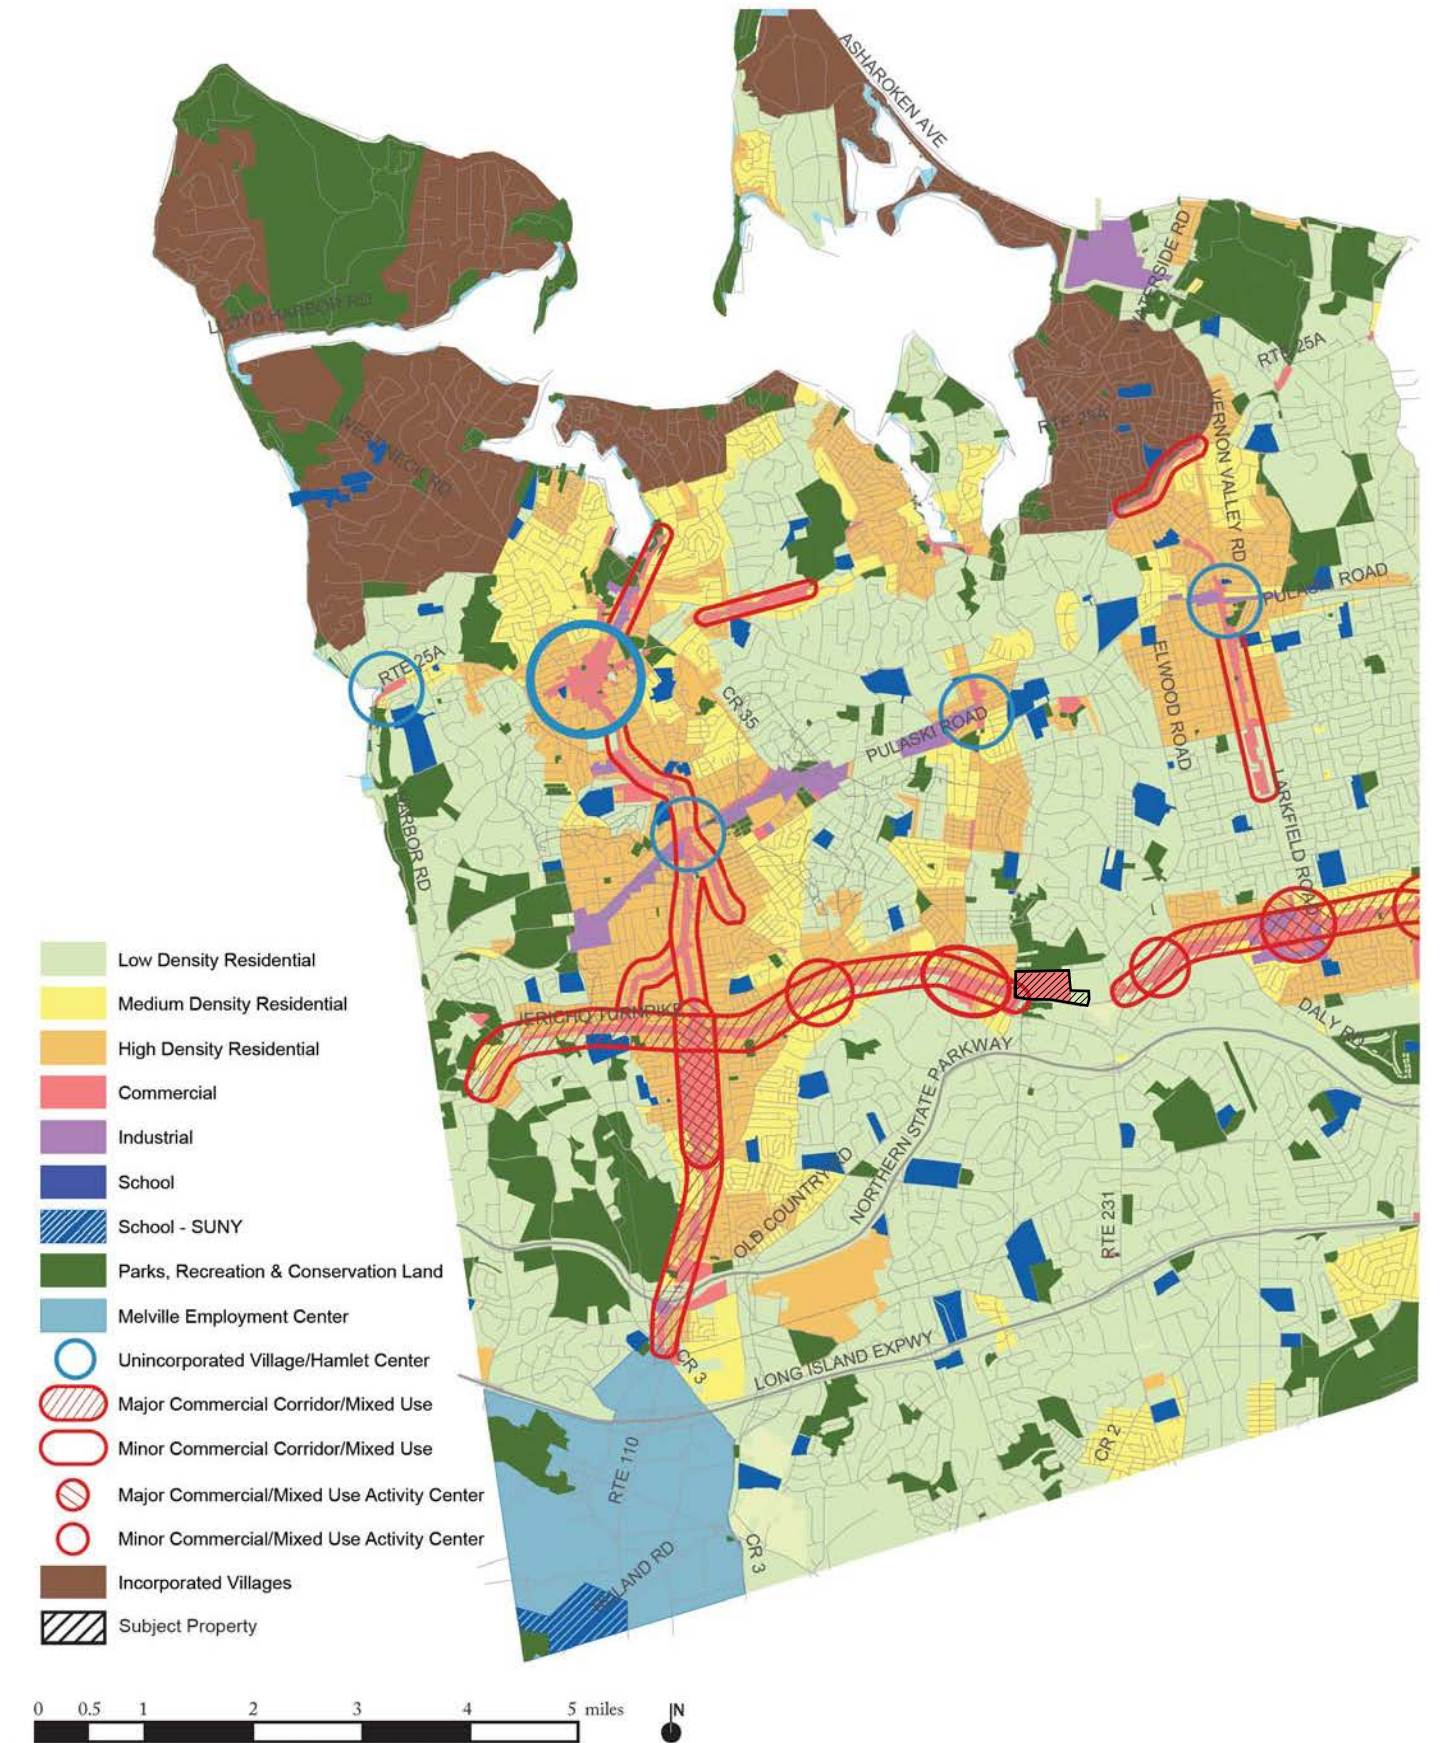 ASHAROKEN AVE
WATERSIDE RD
LLOYD HARBOR RD
RTE 25A
WEST NECK RD
RTE 25A
VERNON VALLEY RD
PULASKI ROAD
RTE 25A
ELWOOD ROAD
CR 35
PULASKI ROAD
HARBOR RD
LARKFIELD ROAD
JERICHO TURNPIKE
DALY RD
NORTHERN STATE PARKWAY
OLD COUNTRY RD
RTE 231
CR 3
LONG ISLAND EXPWY
CR 2
RTE 110
CR 3
Low Density Residential
Medium Density Residential
High Density Residential
Commercial
Industrial
School
School - SUNY
Parks, Recreation & Conservation Land
Melville Employment Center
Unincorporated Village/Hamlet Center
Major Commercial Corridor/Mixed Use
Minor Commercial Corridor/Mixed Use
Major Commercial/Mixed Use Activity Center
Minor Commercial/Mixed Use Activity Center
Incorporated Villages
Subject Property
0 0.5 1 2 3 4 5 miles
N